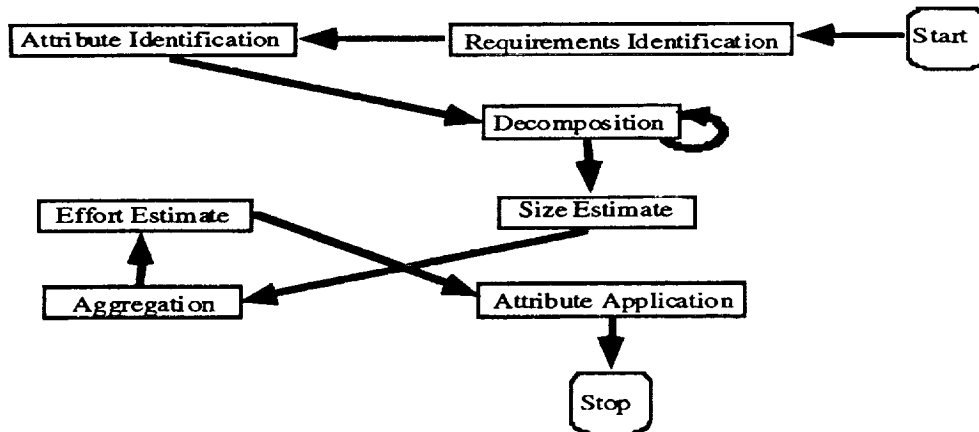 Attribute Identification
Requirements Identification
Start
Decomposition
Effort Estimate
Size Estimate
Aggregation
Attribute Application
Stop